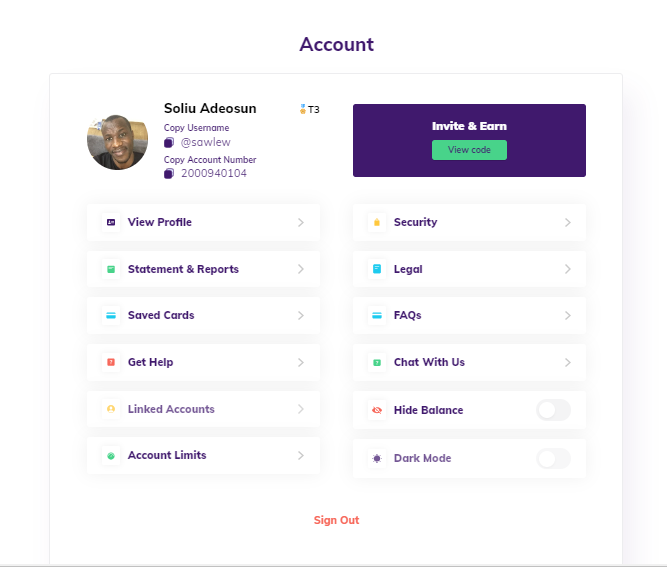 Account
Soliu Adeosun
T3
Copy Username
@sawlew
Copy Account Number
2000940104
Invite & Earn
View code
View Profile
Statement & Reports
Saved Cards
Get Help
Linked Accounts
Account Limits
Security
Legal
FAQs
Chat With Us
Hide Balance
Dark Mode
Sign Out